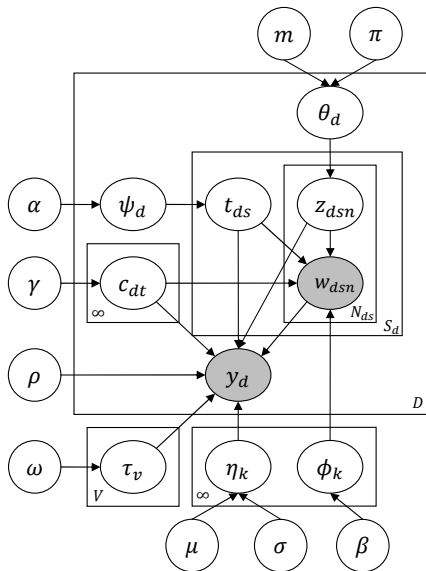 m π
θ_d
α ψ_d t_ds z_dsn
γ c_dt w_dsn
∞ N_ds
S_d
ρ y_d
D
ω τ_v η_k ϕ_k
V ∞
μ σ β